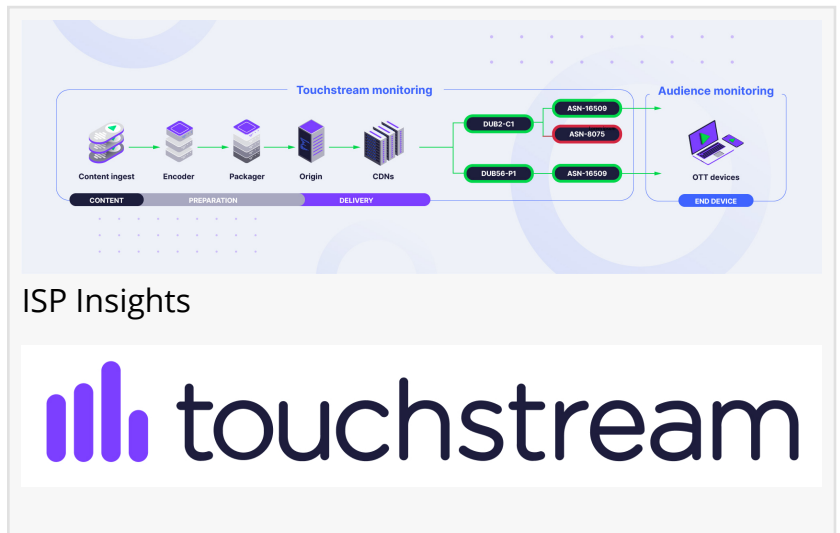 Touchstream monitoring
Audience monitoring
ASN-16509
DUB2-C1
ASN-8075
DUB56-P1
ASN-16509
Content ingest
Encoder
Packager
Origin
CDNs
OTT devices
CONTENT
PREPARATION
DELIVERY
END DEVICE
ISP Insights
touchstream